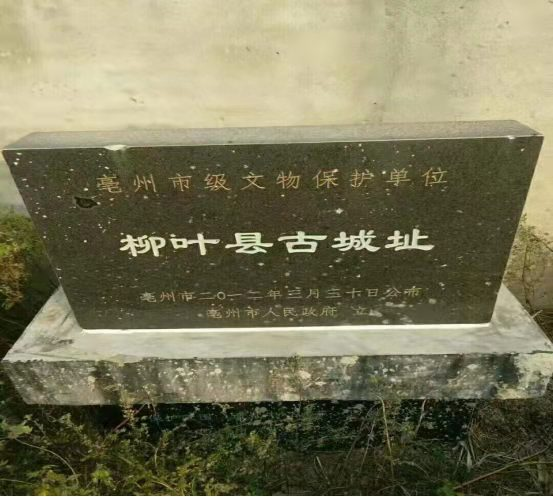 亳州市级文物保护单位
柳叶县古城址
亳州市二〇一二年三月三十日公布
亳州市人民政府 立